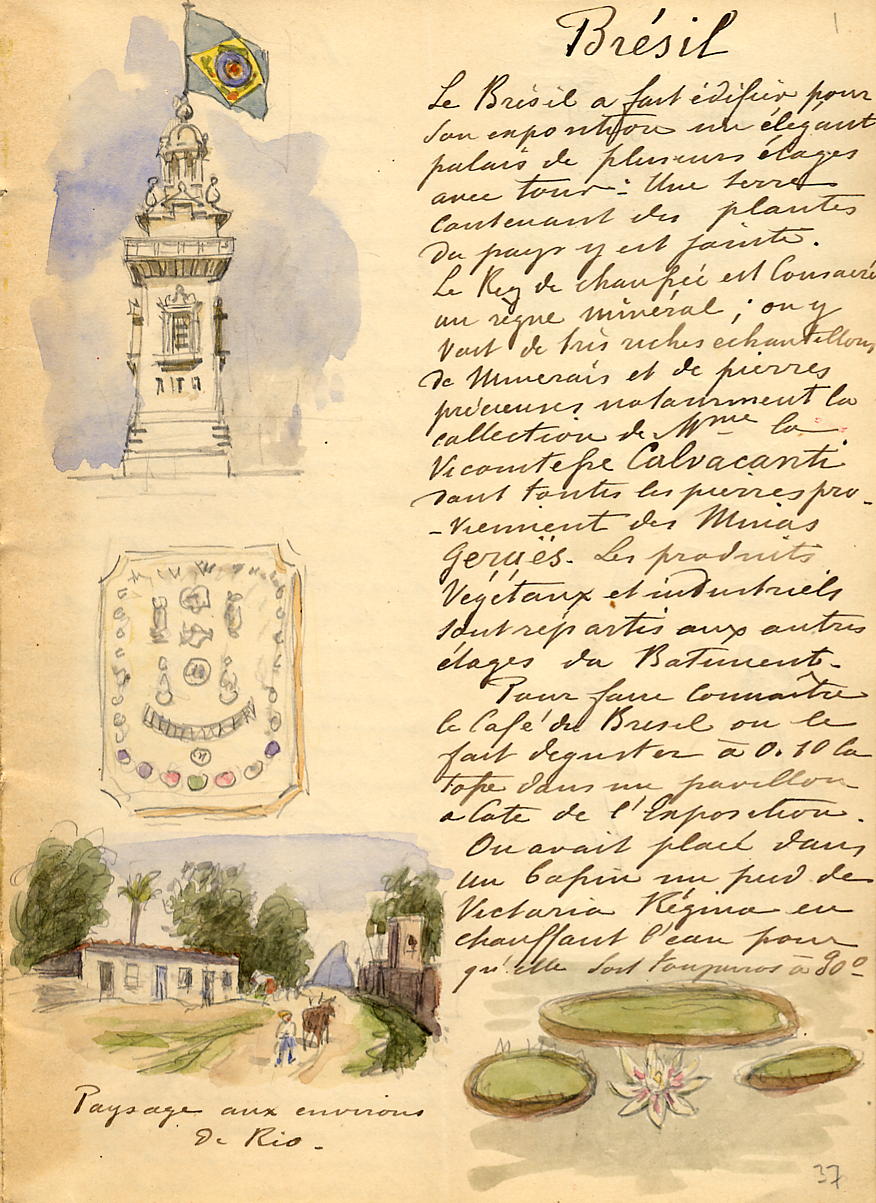 Brésil
Le Brésil a fait édifier pour
son exposition un élégant
palais de plusieurs étages
avec tour : Une serre
contenant des plantes
du pays y est jointe.
Le Rez de chaussée est Consacré
au règne minéral ; on y
voit de très riches échantillons
de Minerais et de pierres
précieuses notamment la
collection de Mme la
Vicomtesse Calvacanti
dont toutes les pierres pro-
-viennent des Minas
Geruës. Les produits
Végétaux et industriels
sont répartis aux autres
étages du Batiment.
Pour faire connaître
le Café du Bresil on le
fait deguster à 0.10 la
tasse dans un pavillon
a Coté de l'Exposition.
On avait placé dans
un bassin un pied de
Victoria Régina en
chauffant l'eau pour
qu'elle soit toujours à 30°
Paysage aux environs
de Rio.
37